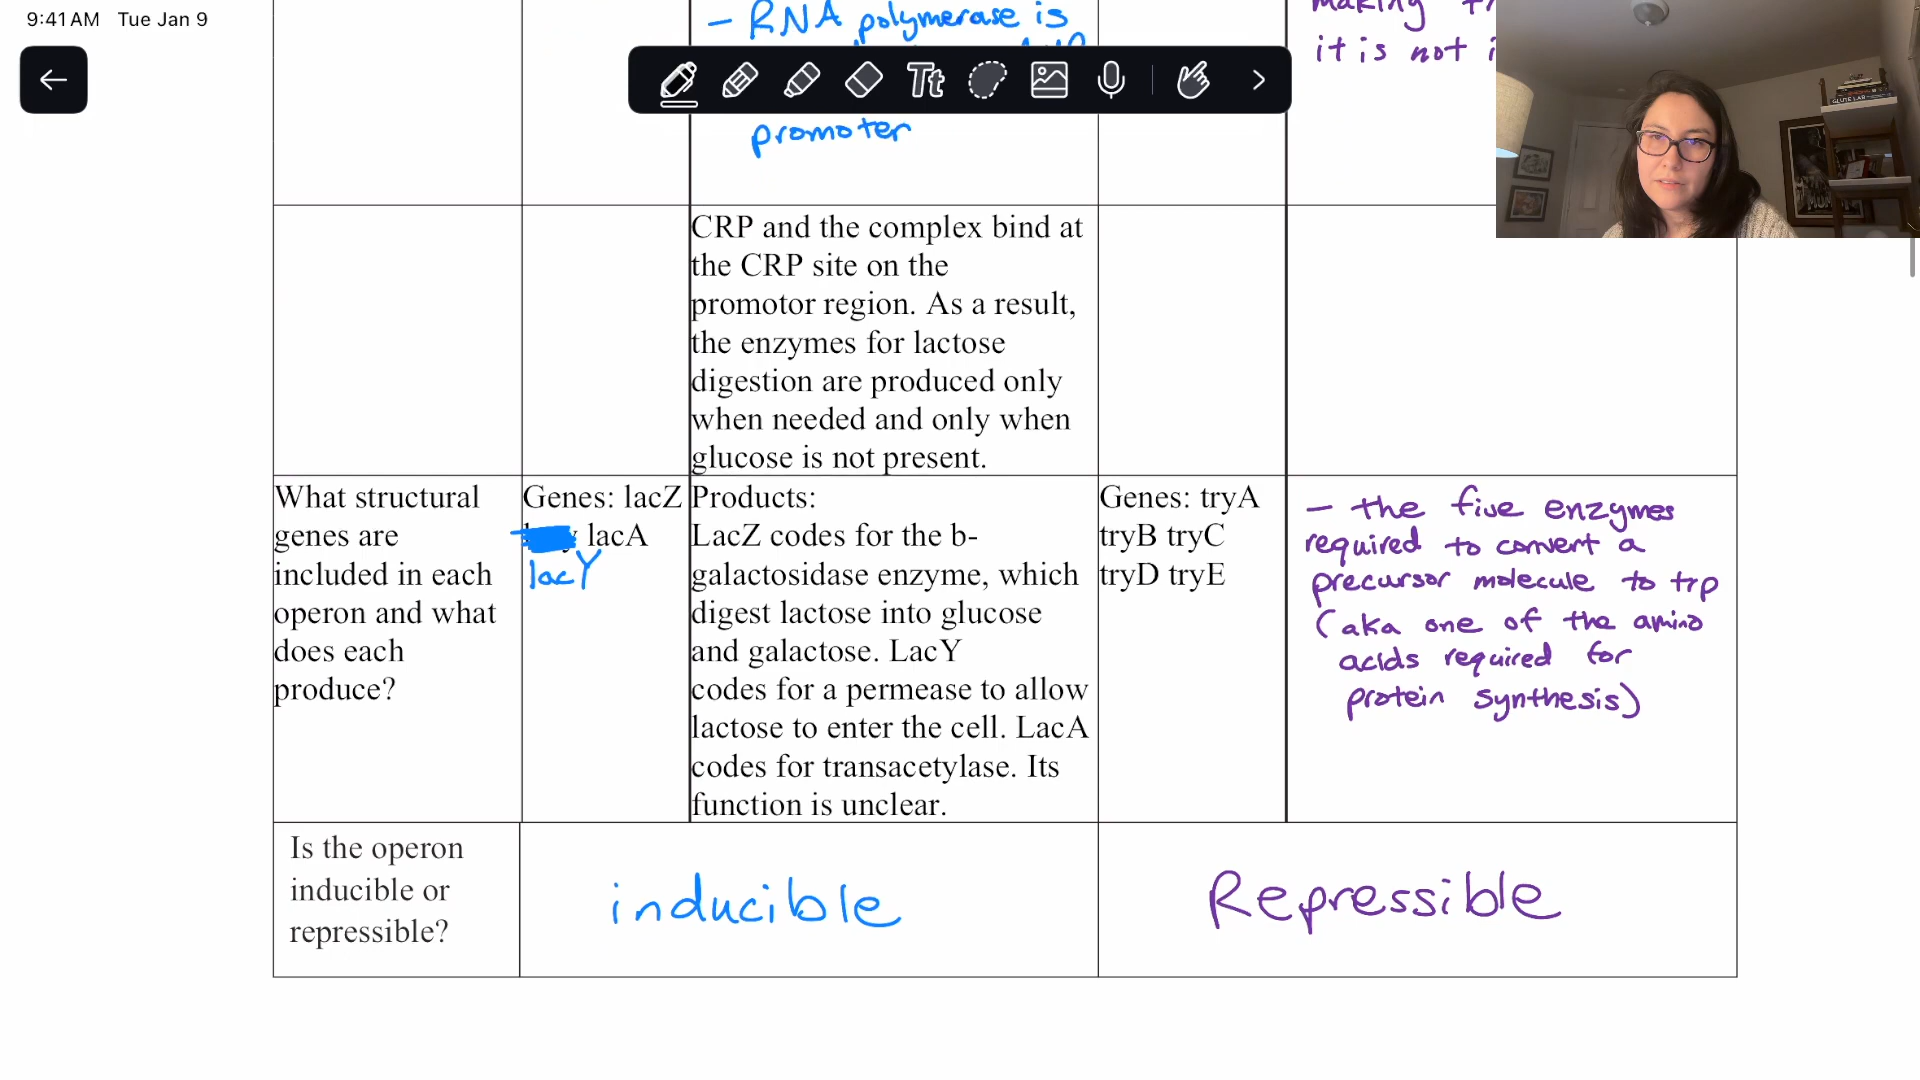 9:41 AM Tue Jan 9
making
- RNA polymerase is
it is not
Tt
promoter
GLUTE LAB
CRP and the complex bind at
the CRP site on the
promotor region. As a result,
the enzymes for lactose
digestion are produced only
when needed and only when
glucose is not present.
What structural
genes are
included in each
operon and what
does each
produce?
Genes: lacZ
lacA
lacY
Products:
LacZ codes for the b-
galactosidase enzyme, which
digest lactose into glucose
and galactose. LacY
codes for a permease to allow
lactose to enter the cell. LacA
codes for transacetylase. Its
function is unclear.
Genes: tryA
tryB tryC
tryD tryE
- the five enzymes
required to convert a
precursor molecule to trp
(aka one of the amino
acids required for
protein synthesis)
Is the operon
inducible or
repressible?
inducible
Repressible